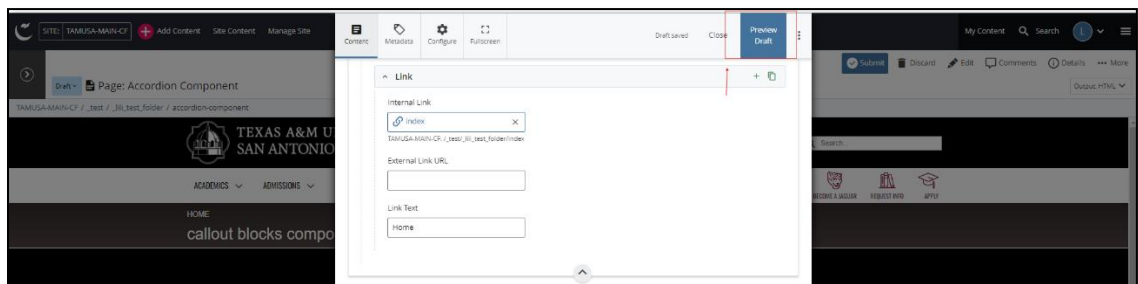 SITE: TAMUSA-MAIN-CF Add Content Site Content Manage Site
Content Metadata Configure Fullscreen
Draft saved Close Preview Draft
My Content Search L
Submit Discard Edit Comments Details More
Draft Page: Accordion Component
Output: HTML
TAMUSA-MAIN-CF / _test / _lili_test_folder / accordion-component
Link
Internal Link
index
TAMUSA-MAIN-CF: /_test/_lili_test_folder/index
External Link URL
Link Text
Home
TEXAS A&M U
SAN ANTONIO
Search
ACADEMICS ADMISSIONS
BECOME A JAGUAR REQUEST INFO APPLY
HOME
callout blocks compo